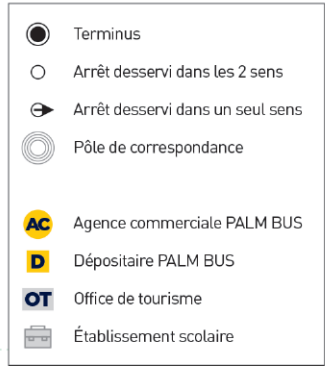 Terminus
Arrêt desservi dans les 2 sens
Arrêt desservi dans un seul sens
Pôle de correspondance
AC Agence commerciale PALM BUS
D Dépositaire PALM BUS
OT Office de tourisme
Établissement scolaire